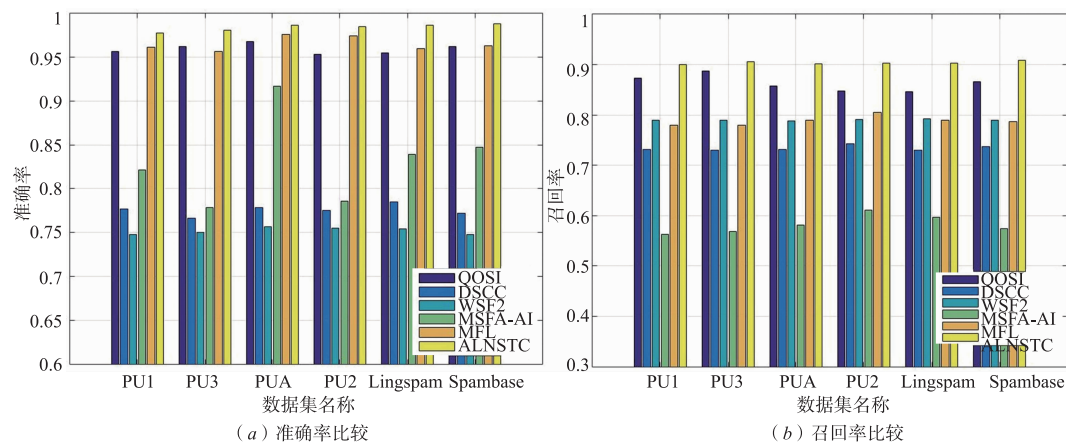 准确率
1
0.95
0.9
0.85
0.8
0.75
0.7
0.65
0.6
QOSI
DSCC
WSF2
MSFA-AI
MFL
ALNSTC
PU1 PU3 PUA PU2 Lingspam Spambase
数据集名称
(a)准确率比较
召回率
1
0.9
0.8
0.7
0.6
0.5
0.4
0.3
QOSI
DSCC
WSF2
MSFA-AI
MFL
ALNSTC
PU1 PU3 PUA PU2 Lingspam Spambase
数据集名称
(b)召回率比较